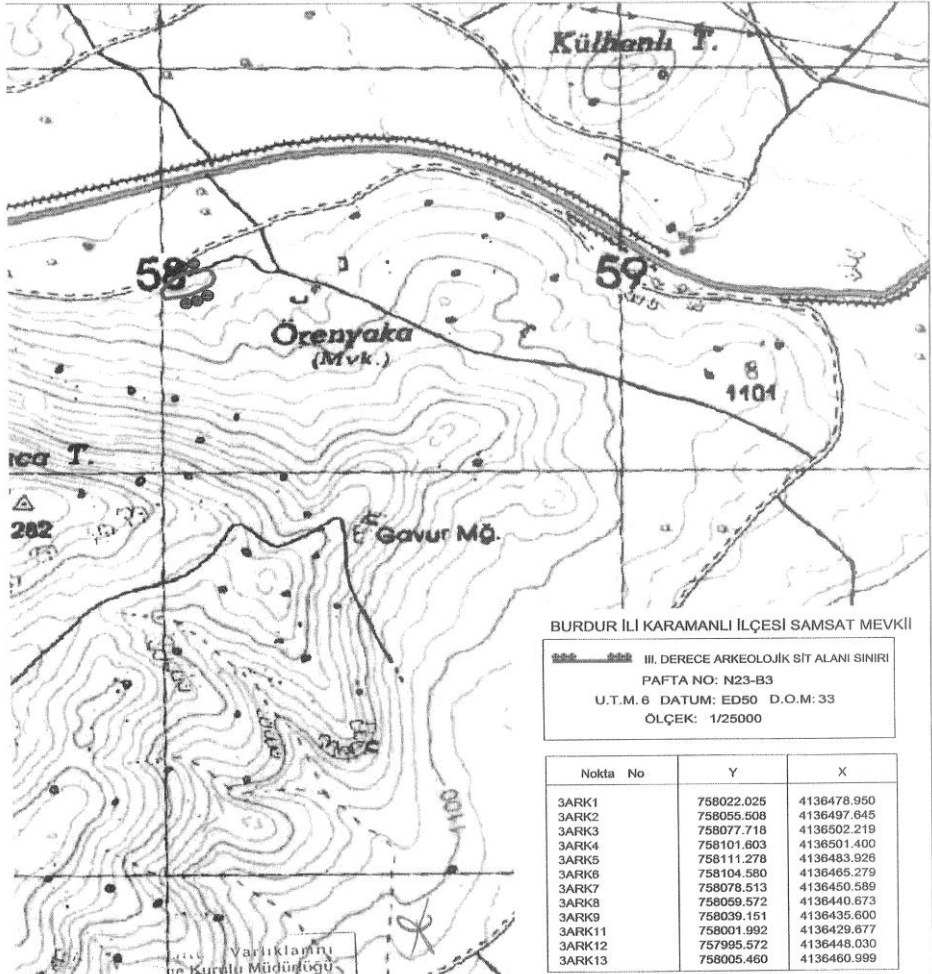 Külhanlı T.
58
59
Örenyaka
(Mvk.)
1101
ca T.
282
Gavur Mğ.
1100
BURDUR İLİ KARAMANLI İLÇESİ SAMSAT MEVKİİ
III. DERECE ARKEOLOJİK SİT ALANI SINIRI
PAFTA NO: N23-B3
U.T.M.6 DATUM: ED50 D.O.M: 33
ÖLÇEK: 1/25000
Nokta No Y X
3ARK1 758022.025 4136478.950
3ARK2 758055.508 4136497.645
3ARK3 758077.718 4136502.219
3ARK4 758101.603 4136501.400
3ARK5 758111.278 4136483.926
3ARK6 758104.580 4136465.279
3ARK7 758078.513 4136450.589
3ARK8 758059.572 4136440.673
3ARK9 758039.151 4136435.600
3ARK11 758001.992 4136429.677
3ARK12 757995.572 4136448.030
3ARK13 758005.460 4136460.999
Varlıklarını
Kurulu Müdürlüğü